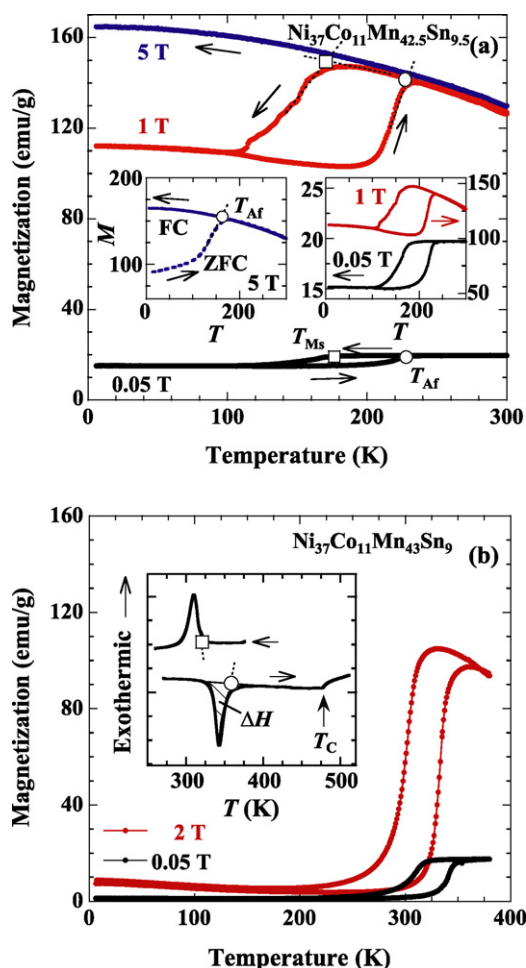 160
120
80
40
0
Magnetization (emu/g)
Ni37Co11Mn42.5Sn9.5
(a)
5 T
1 T
200
100
M
TAf
FC
ZFC
5 T
0
200
T
25
20
15
1 T
0.05 T
150
100
50
0
200
T
TMs
TAf
0.05 T
0
100
200
300
Temperature (K)
160
120
80
40
0
Magnetization (emu/g)
Ni37Co11Mn43Sn9
(b)
Exothermic
ΔH
TC
300
400
500
T (K)
2 T
0.05 T
0
100
200
300
400
Temperature (K)